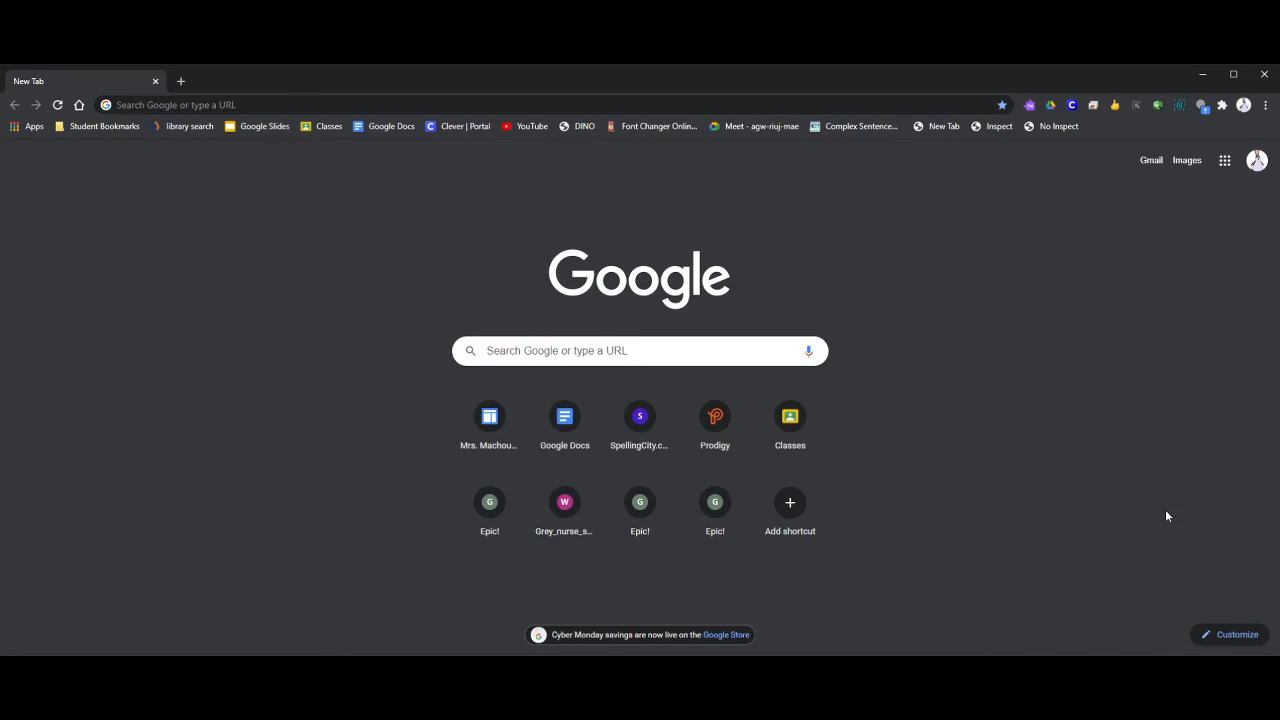 New Tab
Search Google or type a URL
Apps Student Bookmarks library search Google Slides Classes Google Docs Clever | Portal YouTube DINO Font Changer Onlin... Meet - agw-riuj-mae Complex Sentence... New Tab Inspect No Inspect
Gmail Images
Google
Search Google or type a URL
Mrs. Machou... Google Docs SpellingCity.c... Prodigy Classes
Epic! Grey_nurse_s... Epic! Epic! Add shortcut
Cyber Monday savings are now live on the Google Store
Customize